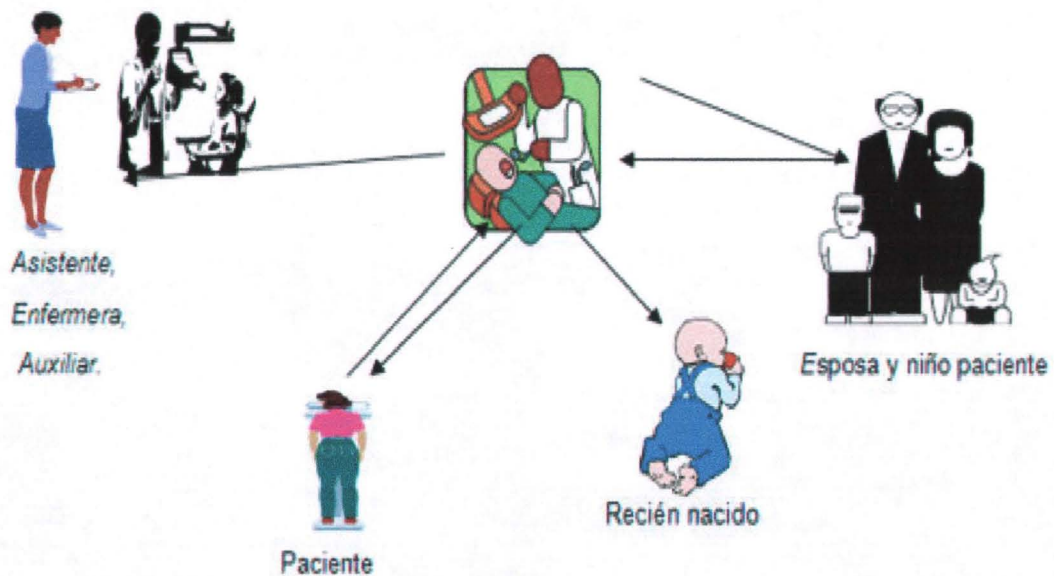 Asistente,
Enfermera,
Auxiliar.
Esposa y niño paciente
Recién nacido
Paciente